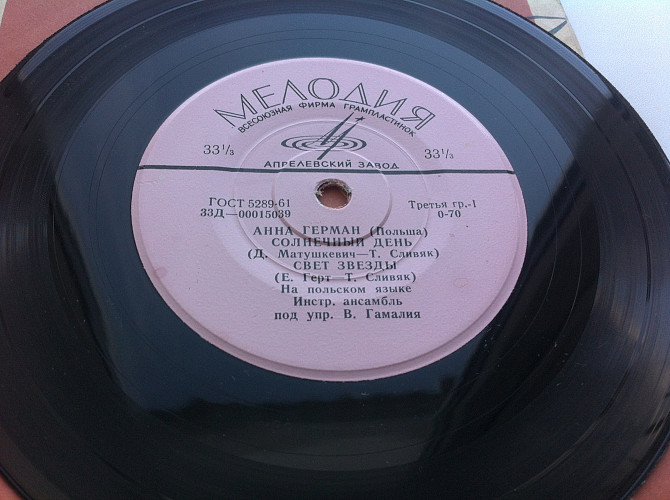 МЕЛОДИЯ
ВСЕСОЮЗНАЯ ФИРМА ГРАМПЛАСТИНОК
33⅓ 33⅓
АПРЕЛЕВСКИЙ ЗАВОД
ГОСТ 5289-61 Третья гр.-1
33Д—00015039 0-70
АННА ГЕРМАН (Польша)
СОЛНЕЧНЫЙ ДЕНЬ
(Д. Матушкевич—Т. Сливяк)
СВЕТ ЗВЕЗДЫ
(Е. Герт—Т. Сливяк)
На польском языке
Инстр. ансамбль
под упр. В. Гамалия